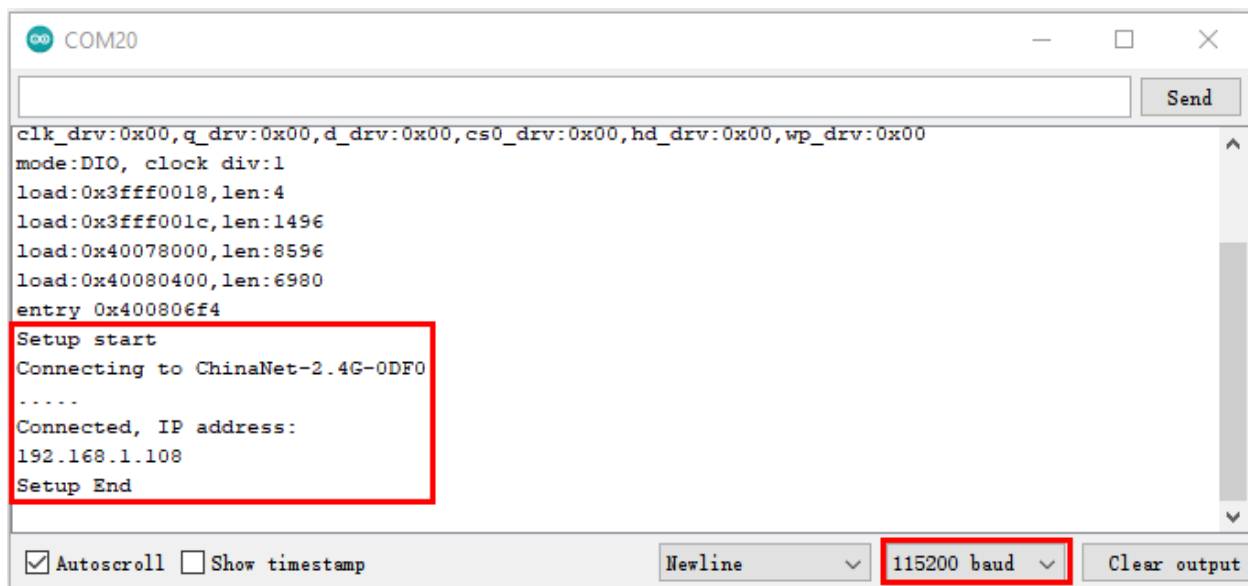 COM20
Send
clk_drv:0x00,q_drv:0x00,d_drv:0x00,cs0_drv:0x00,hd_drv:0x00,wp_drv:0x00
mode:DIO, clock div:1
load:0x3fff0018,len:4
load:0x3fff001c,len:1496
load:0x40078000,len:8596
load:0x40080400,len:6980
entry 0x400806f4
Setup start
Connecting to ChinaNet-2.4G-0DF0
.....
Connected, IP address:
192.168.1.108
Setup End
Autoscroll Show timestamp Newline 115200 baud Clear output